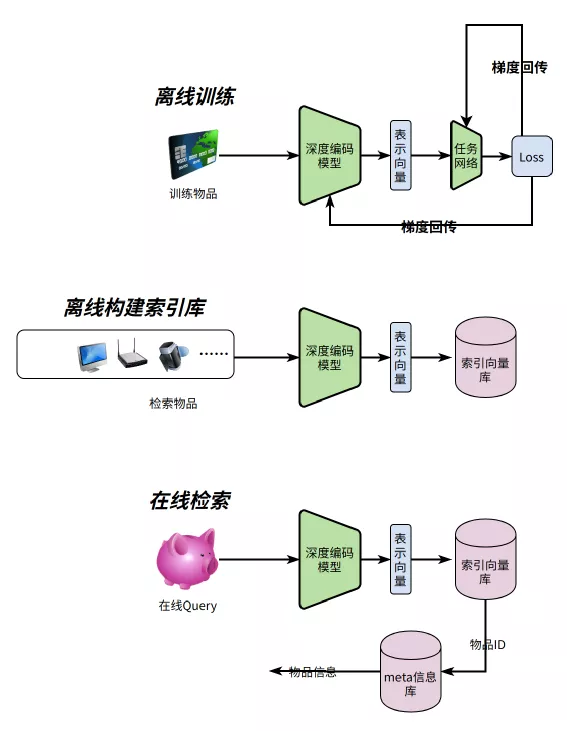 梯度回传
离线训练
深度编码
模型
表
示
向
量
任务
网络
Loss
训练物品
梯度回传
离线构建索引库
······
深度编码
模型
表
示
向
量
索引向量
库
检索物品
在线检索
深度编码
模型
表
示
向
量
索引向量
库
在线Query
物品ID
物品信息
meta信息
库